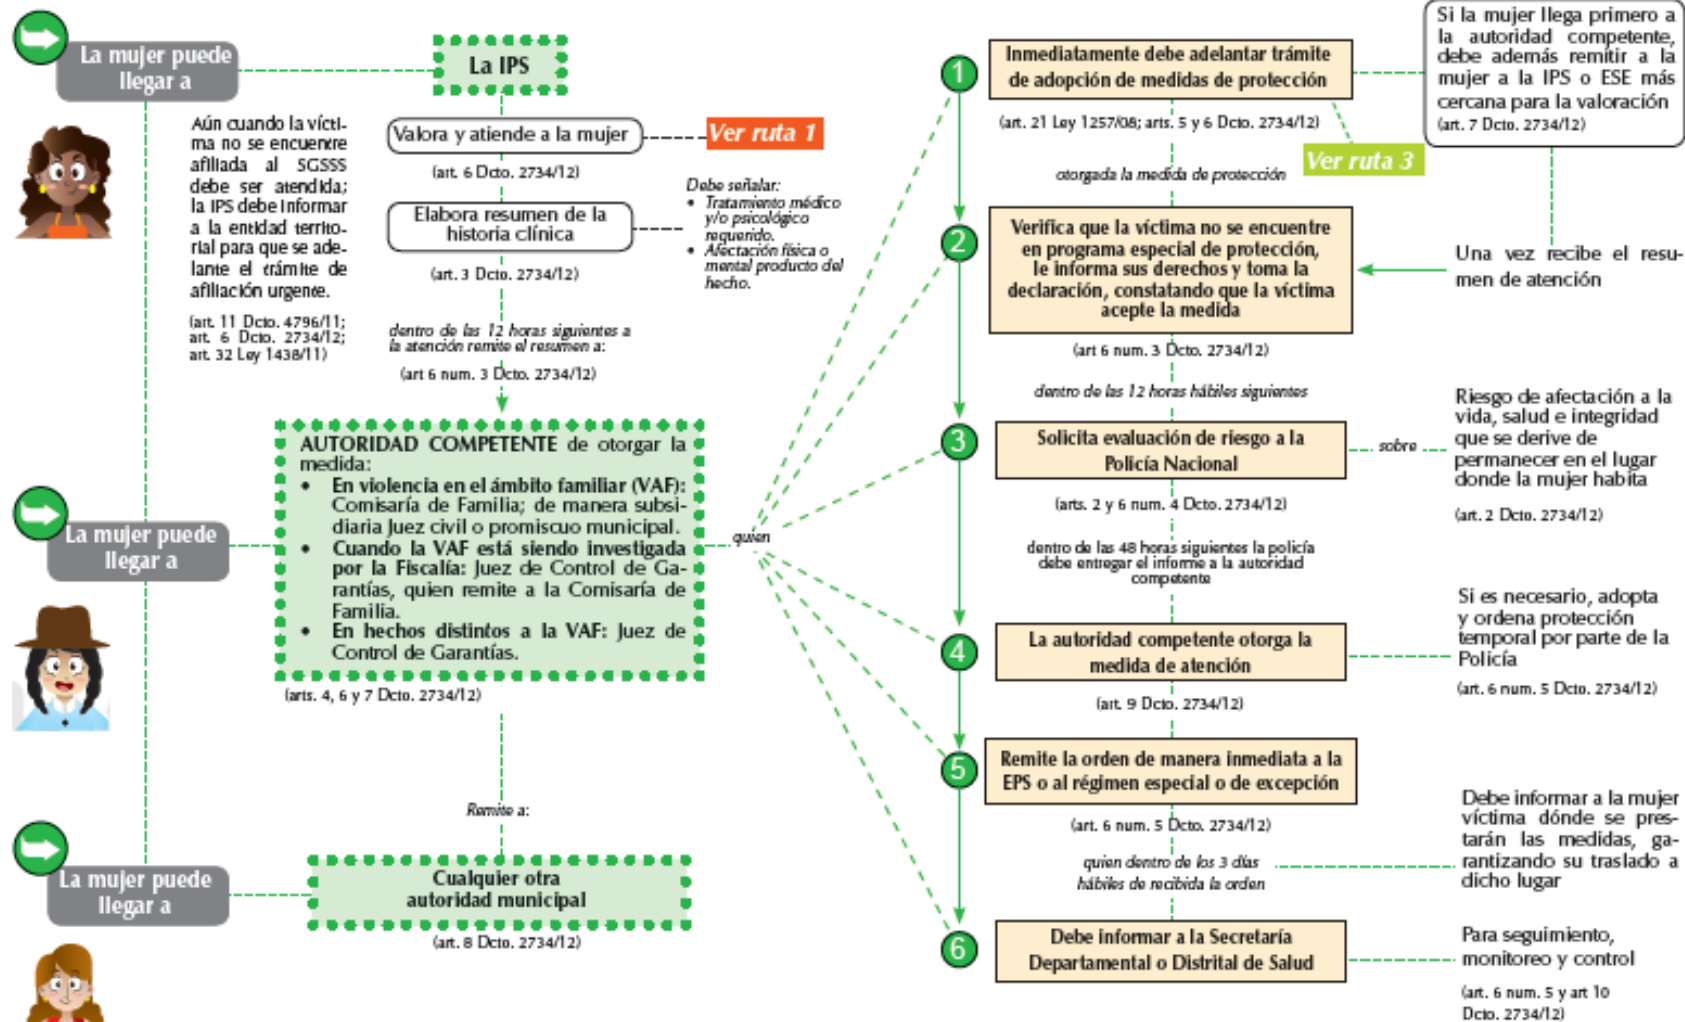 La mujer puede
llegar a
La IPS
Aún cuando la vícti-
ma no se encuentre
afiliada al SGSSS
debe ser atendida;
la IPS debe informar
a la entidad territo-
rial para que se ade-
lante el trámite de
afiliación urgente.
(art. 11 Dcto. 4796/11;
art. 6 Dcto. 2734/12;
art. 32 Ley 1438/11)
Valora y atiende a la mujer
Ver ruta 1
(art. 6 Dcto. 2734/12)
Elabora resumen de la
historia clínica
Debe señalar:
• Tratamiento médico
y/o psicológico
requerido.
• Afectación física o
mental producto del
hecho.
(art. 3 Dcto. 2734/12)
dentro de las 12 horas siguientes a
la atención remite el resumen a:
(art 6 num. 3 Dcto. 2734/12)
La mujer puede
llegar a
AUTORIDAD COMPETENTE de otorgar la
medida:
• En violencia en el ámbito familiar (VAF):
Comisaría de Familia; de manera subsi-
diaria Juez civil o promiscuo municipal.
• Cuando la VAF está siendo investigada
por la Fiscalía: Juez de Control de Ga-
rantías, quien remite a la Comisaría de
Familia.
• En hechos distintos a la VAF: Juez de
Control de Garantías.
(arts. 4, 6 y 7 Dcto. 2734/12)
Remite a:
La mujer puede
llegar a
Cualquier otra
autoridad municipal
(art. 8 Dcto. 2734/12)
quien
1
Inmediatamente debe adelantar trámite
de adopción de medidas de protección
(art. 21 Ley 1257/08; arts. 5 y 6 Dcto. 2734/12)
Ver ruta 3
Si la mujer llega primero a
la autoridad competente,
debe además remitir a la
mujer a la IPS o ESE más
cercana para la valoración
(art. 7 Dcto. 2734/12)
otorgada la medida de protección
2
Verifica que la víctima no se encuentre
en programa especial de protección,
le informa sus derechos y toma la
declaración, constatando que la víctima
acepte la medida
Una vez recibe el resu-
men de atención
(art 6 num. 3 Dcto. 2734/12)
dentro de las 12 horas hábiles siguientes
3
Solicita evaluación de riesgo a la
Policía Nacional
sobre
Riesgo de afectación a la
vida, salud e integridad
que se derive de
permanecer en el lugar
donde la mujer habita
(art. 2 Dcto. 2734/12)
(arts. 2 y 6 num. 4 Dcto. 2734/12)
dentro de las 48 horas siguientes la policía
debe entregar el informe a la autoridad
competente
4
La autoridad competente otorga la
medida de atención
Si es necesario, adopta
y ordena protección
temporal por parte de la
Policía
(art. 6 num. 5 Dcto. 2734/12)
(art. 9 Dcto. 2734/12)
5
Remite la orden de manera inmediata a la
EPS o al régimen especial o de excepción
(art. 6 num. 5 Dcto. 2734/12)
quien dentro de los 3 días
hábiles de recibida la orden
Debe informar a la mujer
víctima dónde se pres-
tarán las medidas, ga-
rantizando su traslado a
dicho lugar
6
Debe informar a la Secretaría
Departamental o Distrital de Salud
Para seguimiento,
monitoreo y control
(art. 6 num. 5 y art 10
Dcto. 2734/12)